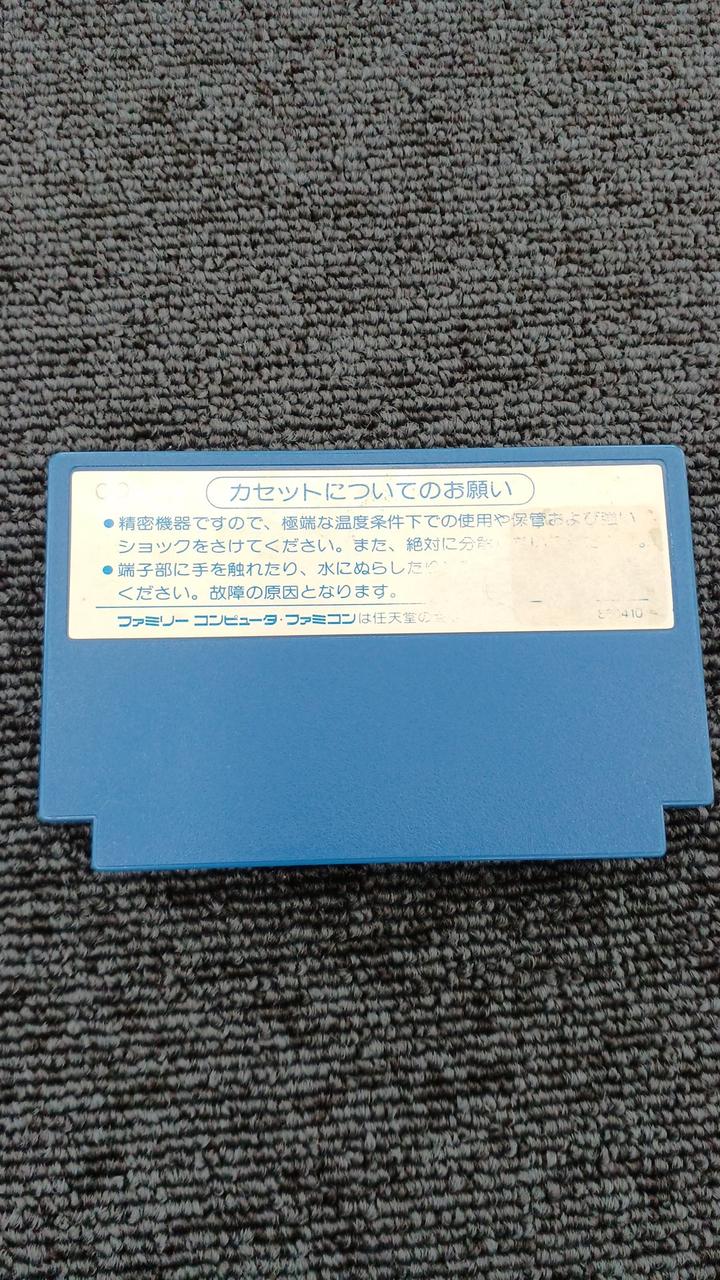 カセットについてのお願い
●精密機器ですので、極端な温度条件下での使用や保管および強い
ショックをさけてください。また、絶対に分
●端子部に手を触れたり、水にぬらしたり
ください。故障の原因となります。
ファミリー コンピュータ・ファミコンは任天堂の